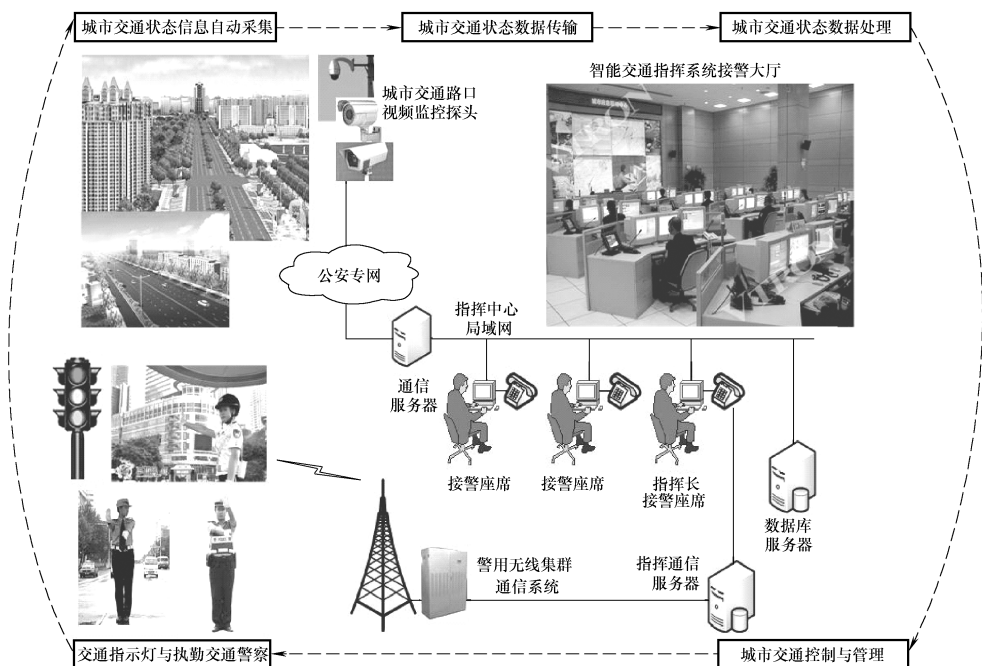 城市交通状态信息自动采集
城市交通状态数据传输
城市交通状态数据处理
智能交通指挥系统接警大厅
城市交通路口
视频监控探头
公安专网
指挥中心
局域网
通信
服务器
接警座席
接警座席
指挥长
接警座席
数据库
服务器
警用无线集群
通信系统
指挥通信
服务器
交通指示灯与执勤交通警察
城市交通控制与管理